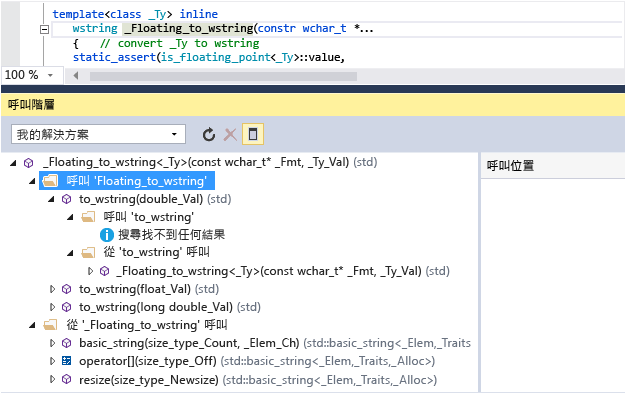 template<class _Ty> inline
wstring _Floating_to_wstring(constr wchar_t *...
{ // convert _Ty to wstring
static_assert(is_floating_point<_Ty>::value,
100 %
呼叫階層
我的解決方案
_Floating_to_wstring<_Ty>(const wchar_t* _Fmt, _Ty_Val) (std)
呼叫位置
呼叫 'Floating_to_wstring'
to_wstring(double_Val) (std)
呼叫 'to_wstring'
搜尋找不到任何結果
從 'to_wstring' 呼叫
_Floating_to_wstring<_Ty>(const wchar_t* _Fmt, _Ty_Val) (std)
to_wstring(float_Val) (std)
to_wstring(long double_Val) (std)
從 '_Floating_to_wstring' 呼叫
basic_string(size_type_Count, _Elem_Ch) (std::basic_string<_Elem,_Traits
operator[](size_type_Off) (std::basic_string<_Elem,_Traits,_Alloc>)
resize(size_type_Newsize) (std::basic_string<_Elem,_Traits,_Alloc>)